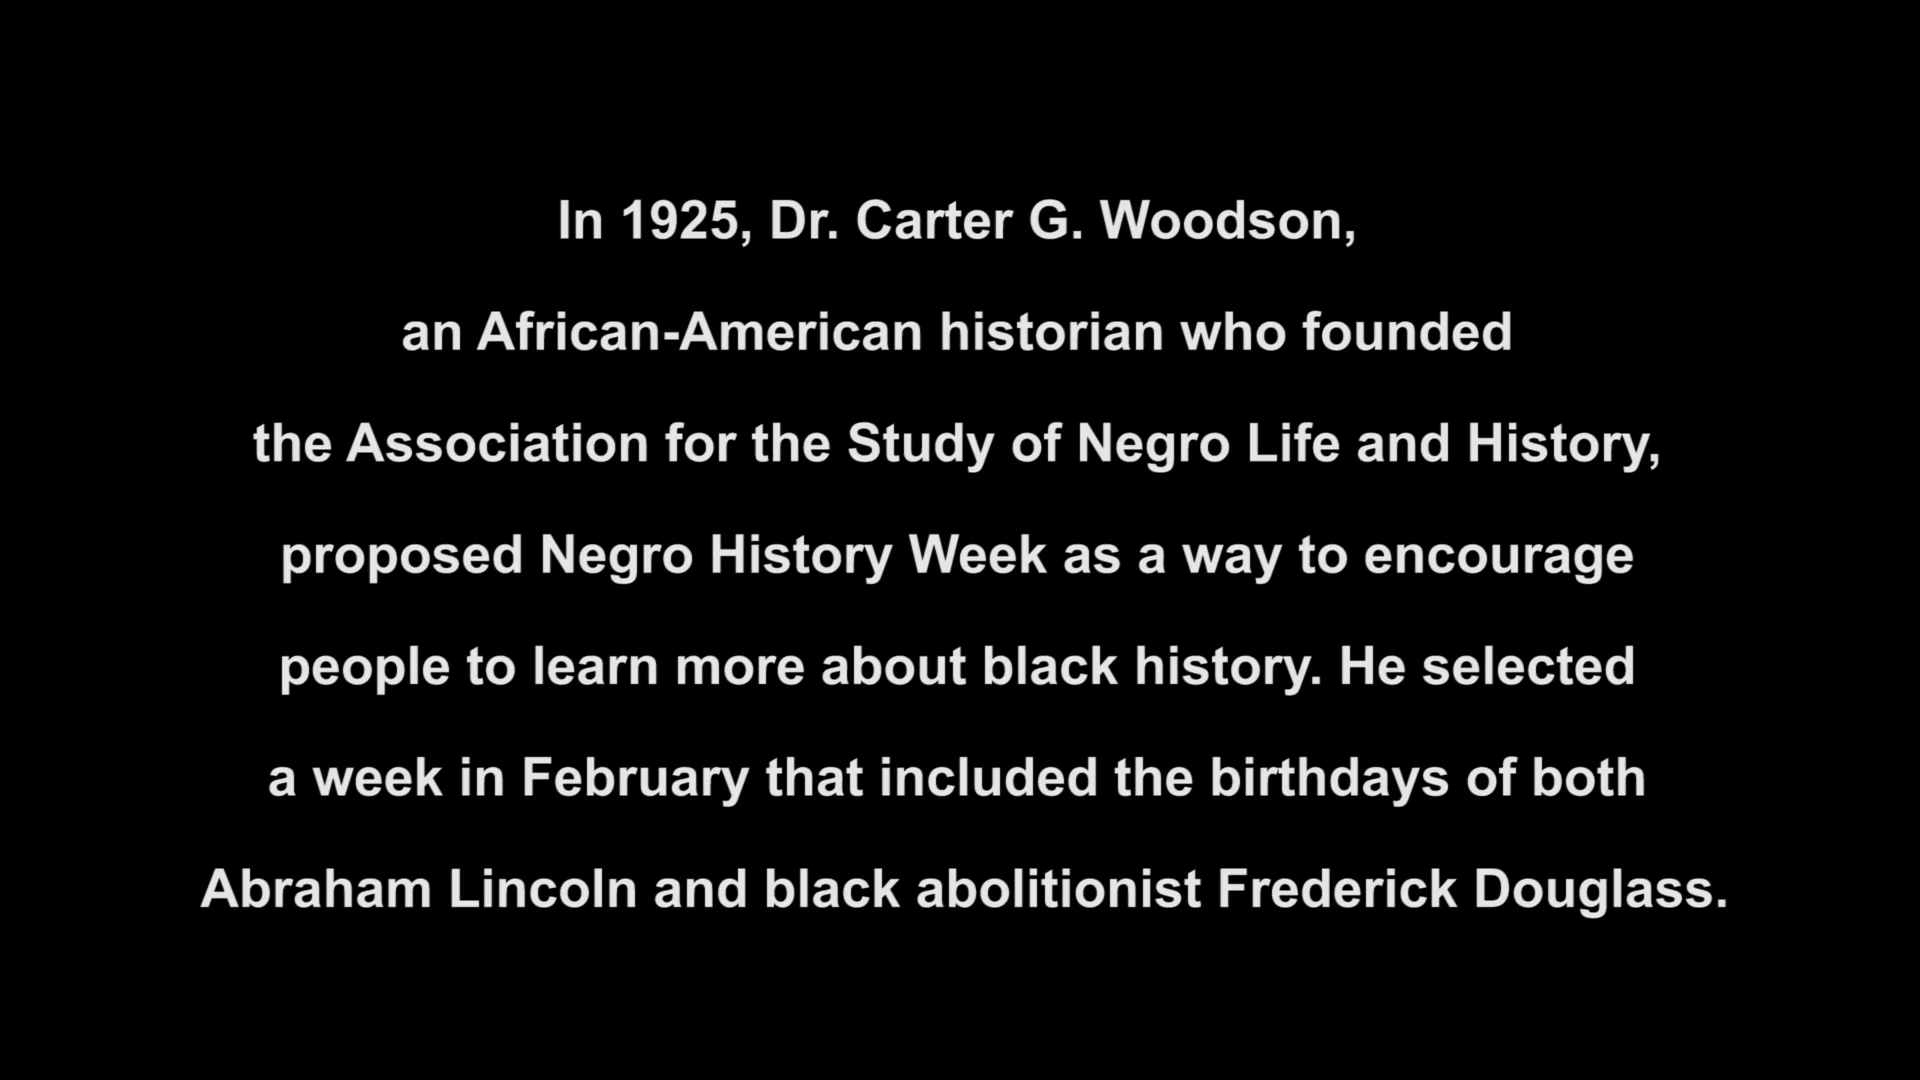 In 1925, Dr. Carter G. Woodson,
an African-American historian who founded
the Association for the Study of Negro Life and History,
proposed Negro History Week as a way to encourage
people to learn more about black history. He selected
a week in February that included the birthdays of both
Abraham Lincoln and black abolitionist Frederick Douglass.